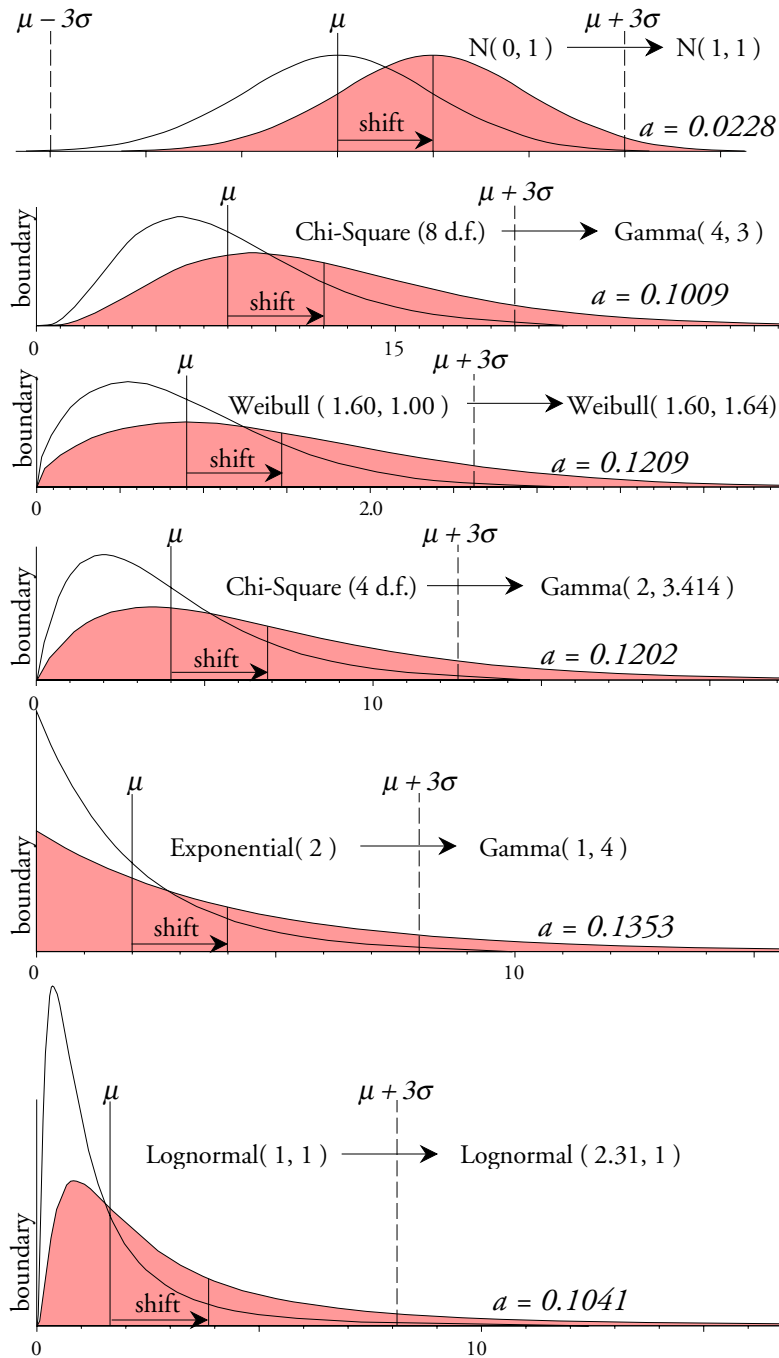 μ − 3σ μ μ + 3σ
N( 0, 1 ) N( 1, 1 )
shift a = 0.0228
μ μ + 3σ
boundary Chi-Square (8 d.f.) Gamma( 4, 3 )
shift a = 0.1009
0 15
μ μ + 3σ
boundary Weibull ( 1.60, 1.00 ) Weibull( 1.60, 1.64)
shift a = 0.1209
0 2.0
μ μ + 3σ
boundary Chi-Square (4 d.f.) Gamma( 2, 3.414 )
shift a = 0.1202
0 10
μ μ + 3σ
boundary Exponential( 2 ) Gamma( 1, 4 )
shift a = 0.1353
0 10
μ μ + 3σ
Lognormal( 1, 1 ) Lognormal ( 2.31, 1 )
boundary shift a = 0.1041
0 10